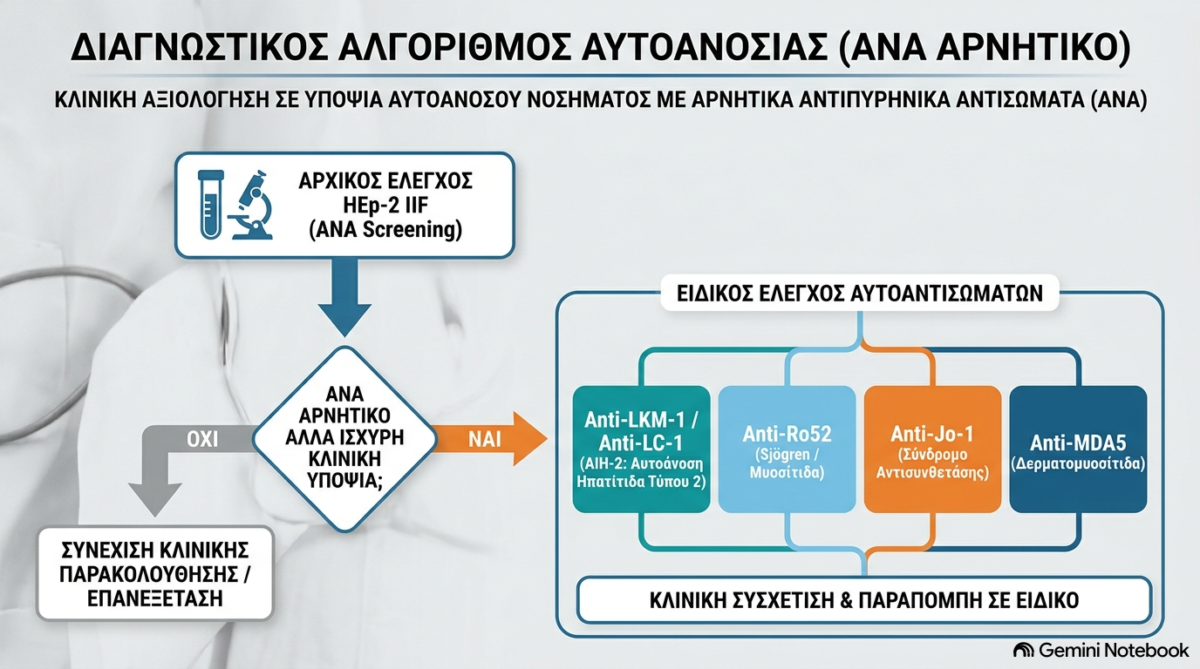 ΔΙΑΓΝΩΣΤΙΚΟΣ ΑΛΓΟΡΙΘΜΟΣ ΑΥΤΟΑΝΟΣΙΑΣ (ΑΝΑ ΑΡΝΗΤΙΚΟ)
ΚΛΙΝΙΚΗ ΑΞΙΟΛΟΓΗΣΗ ΣΕ ΥΠΟΨΙΑ ΑΥΤΟΑΝΟΣΟΥ ΝΟΣΗΜΑΤΟΣ ΜΕ ΑΡΝΗΤΙΚΑ ΑΝΤΙΠΥΡΗΝΙΚΑ ΑΝΤΙΣΩΜΑΤΑ (ΑΝΑ)
ΑΡΧΙΚΟΣ ΕΛΕΓΧΟΣ
HEp-2 IIF
(ANA Screening)
ΑΝΑ
ΑΡΝΗΤΙΚΟ
ΑΛΛΑ ΙΣΧΥΡΗ
ΚΛΙΝΙΚΗ
ΥΠΟΨΙΑ;
ΟΧΙ
ΝΑΙ
ΣΥΝΕΧΙΣΗ ΚΛΙΝΙΚΗΣ
ΠΑΡΑΚΟΛΟΥΘΗΣΗΣ /
ΕΠΑΝΕΞΕΤΑΣΗ
ΕΙΔΙΚΟΣ ΕΛΕΓΧΟΣ ΑΥΤΟΑΝΤΙΣΩΜΑΤΩΝ
Anti-LKM-1 /
Anti-LC-1
(AIH-2: Αυτοάνοση
Ηπατίτιδα Τύπου 2)
Anti-Ro52
(Sjögren /
Μυοσίτιδα)
Anti-Jo-1
(Σύνδρομο
Αντισυνθετάσης)
Anti-MDA5
(Δερματομυοσίτιδα)
ΚΛΙΝΙΚΗ ΣΥΣΧΕΤΙΣΗ & ΠΑΡΑΠΟΜΠΗ ΣΕ ΕΙΔΙΚΟ
Gemini Notebook